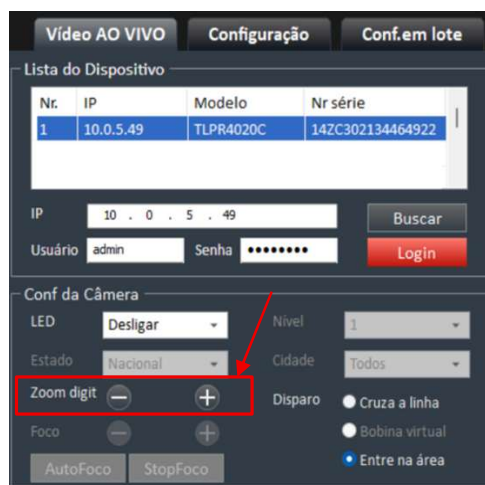 Vídeo AO VIVO Configuração Conf.em lote
Lista do Dispositivo
Nr. IP Modelo Nr série
1 10.0.5.49 TLPR4020C 14ZC302134464922
IP 10 . 0 . 5 . 49 Buscar
Usuário admin Senha •••••••• Login
Conf da Câmera
LED Desligar Nível 1
Estado Nacional Cidade Todos
Zoom digit Disparo Cruza a linha
Foco Bobina virtual
AutoFoco StopFoco Entre na área